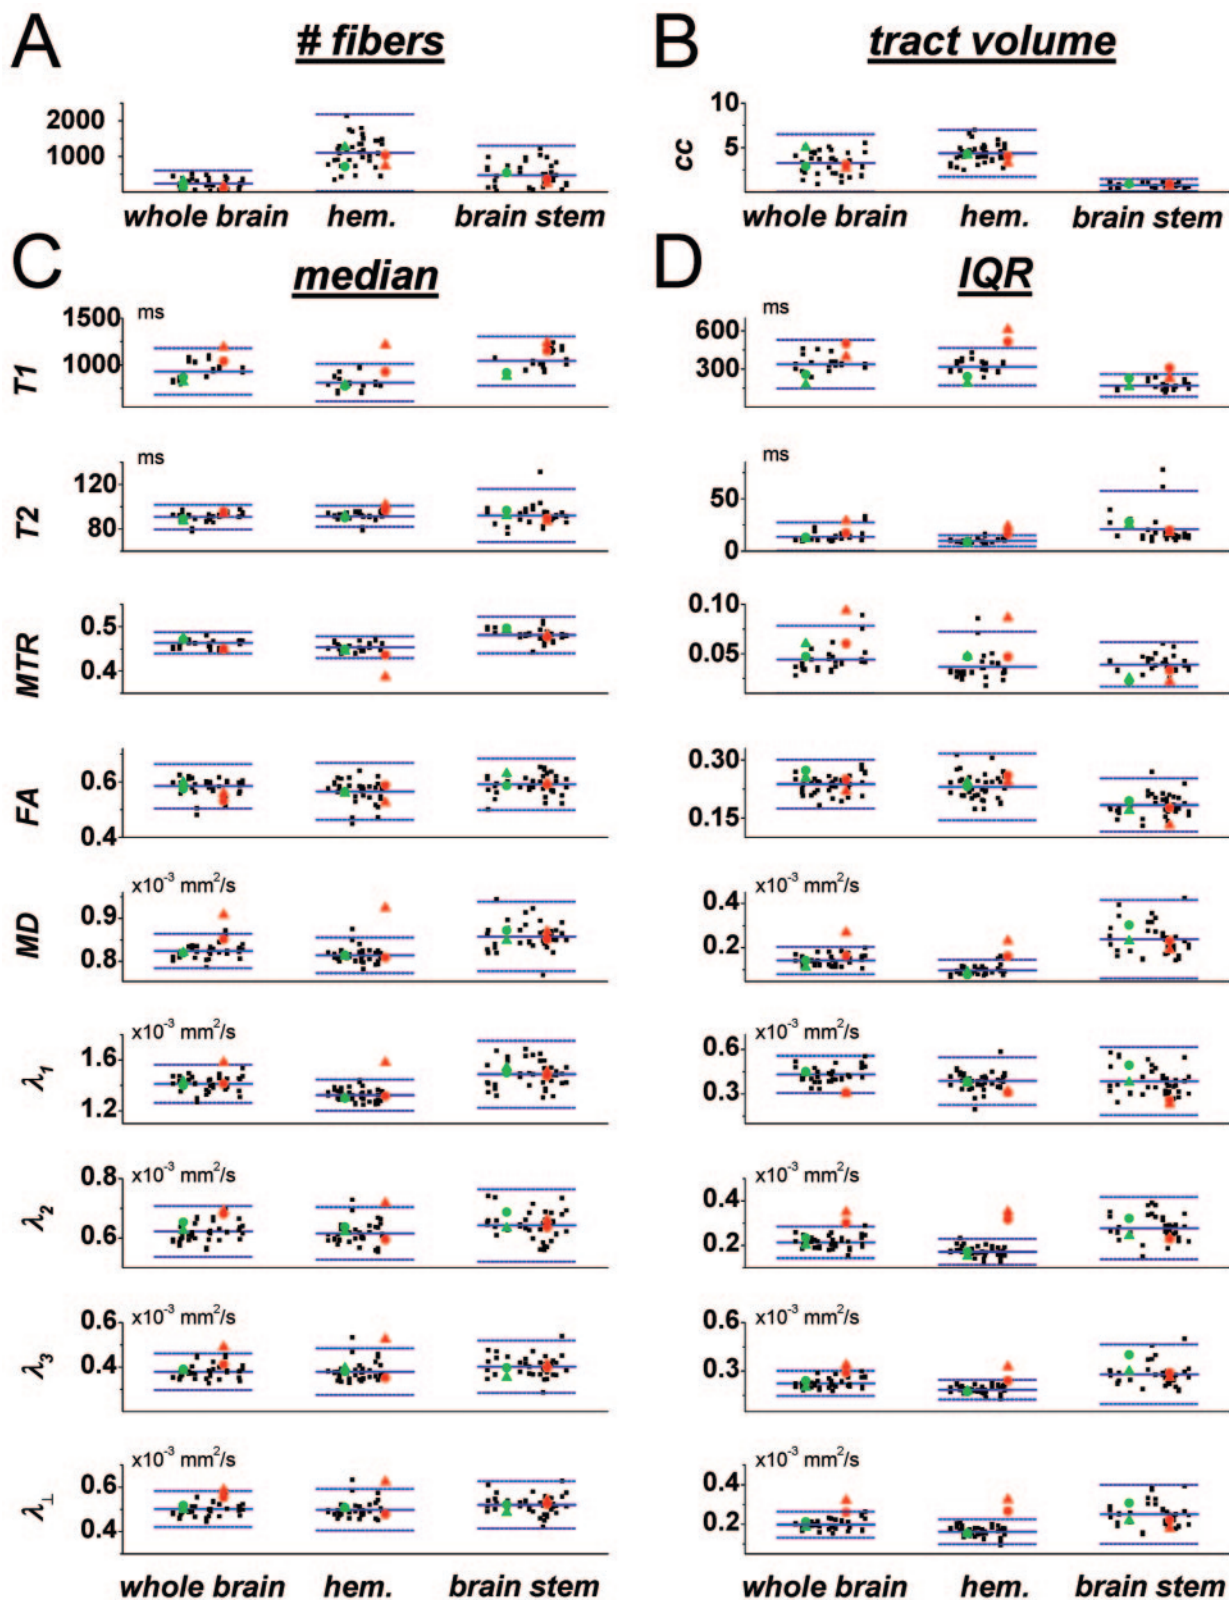 A # fibers
B tract volume
2000
1000
10
5
cc
whole brain hem. brain stem
whole brain hem. brain stem
C median
D IQR
T1
ms
1500
1000
ms
600
300
T2
ms
120
80
ms
50
0
MTR
0.5
0.4
0.10
0.05
FA
0.6
0.4
0.30
0.15
MD
x10⁻³ mm²/s
0.9
0.8
x10⁻³ mm²/s
0.4
0.2
λ₁
x10⁻³ mm²/s
1.6
1.2
x10⁻³ mm²/s
0.6
0.3
λ₂
x10⁻³ mm²/s
0.8
0.6
x10⁻³ mm²/s
0.4
0.2
λ₃
x10⁻³ mm²/s
0.6
0.4
x10⁻³ mm²/s
0.6
0.3
λ⊥
x10⁻³ mm²/s
0.6
0.4
x10⁻³ mm²/s
0.4
0.2
whole brain hem. brain stem
whole brain hem. brain stem